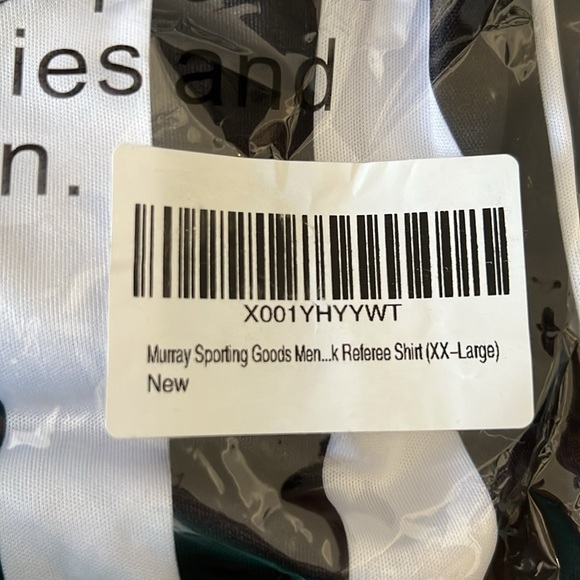 ies and
n.
X001YHYYWT
Murray Sporting Goods Men...k Referee Shirt (XX-Large)
New